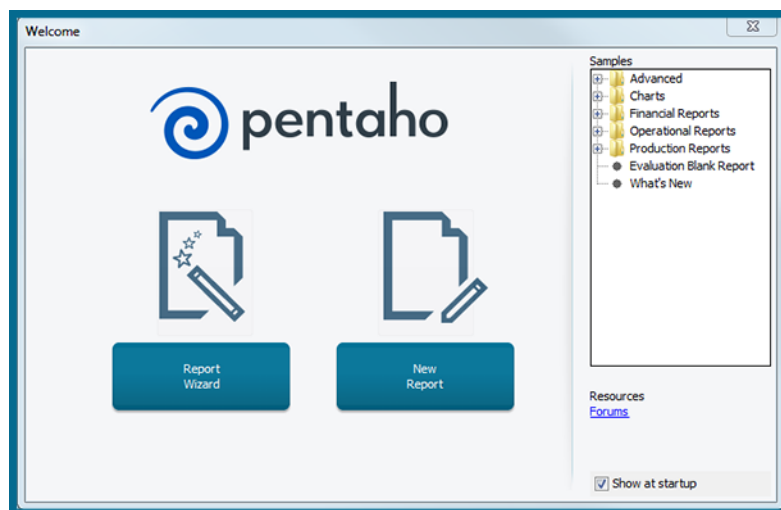 Welcome
pentaho
Report
Wizard
New
Report
Samples
Advanced
Charts
Financial Reports
Operational Reports
Production Reports
Evaluation Blank Report
What's New
Resources
Forums
Show at startup